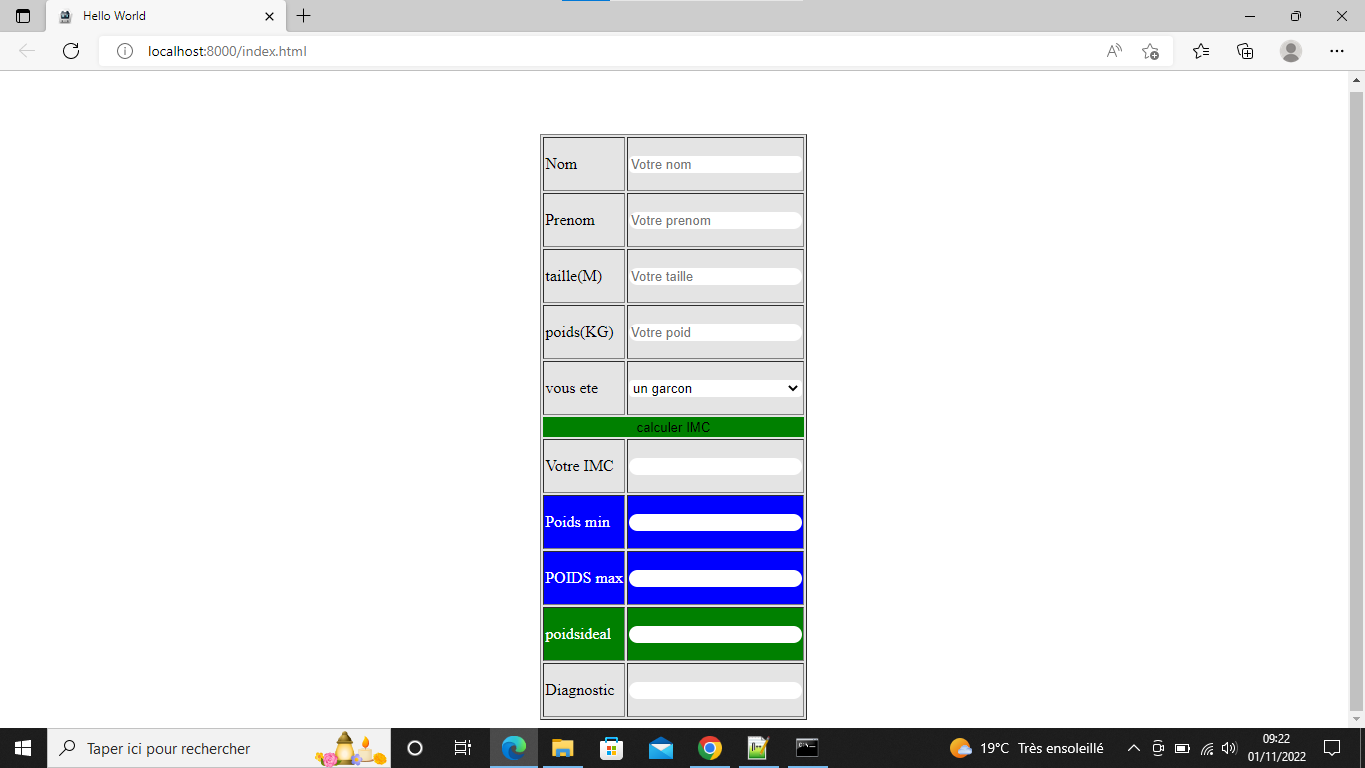 Hello World
localhost:8000/index.html
Nom
Votre nom
Prenom
Votre prenom
taille(M)
Votre taille
poids(KG)
Votre poid
vous ete
un garcon
calculer IMC
Votre IMC
Poids min
POIDS max
poidsideal
Diagnostic
Taper ici pour rechercher
19°C Très ensoleillé
09:22
01/11/2022